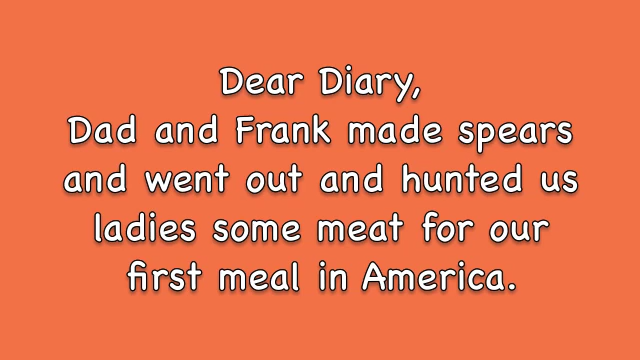 Dear Diary,
Dad and Frank made spears
and went out and hunted us
ladies some meat for our
first meal in America.